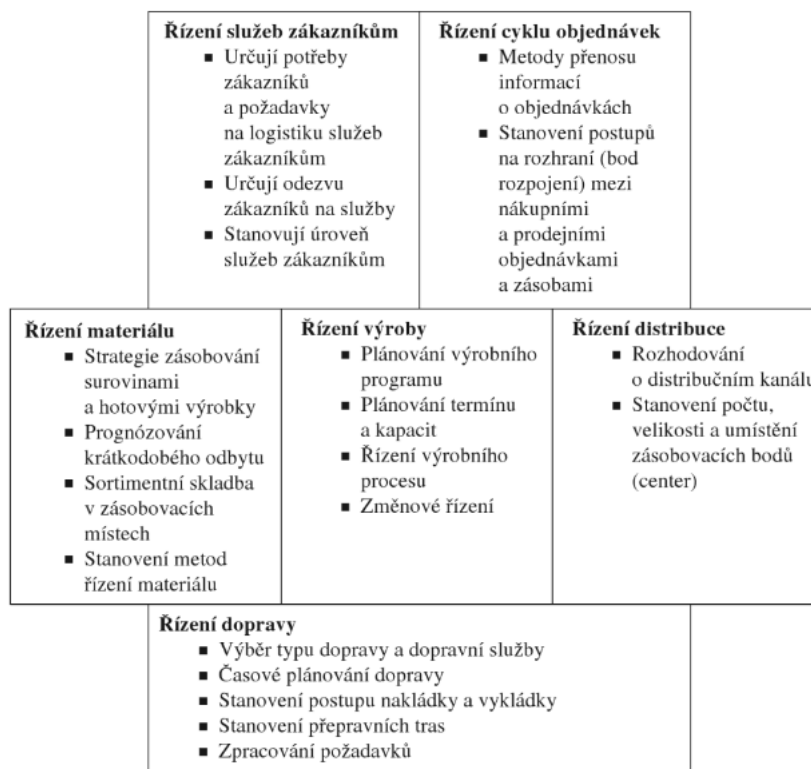 Řízení služeb zákazníkům
■ Určují potřeby
zákazníků
a požadavky
na logistiku služeb
zákazníkům
■ Určují odezvu
zákazníků na služby
■ Stanovují úroveň
služeb zákazníkům
Řízení cyklu objednávek
■ Metody přenosu
informací
o objednávkách
■ Stanovení postupů
na rozhraní (bod
rozpojení) mezi
nákupními
a prodejními
objednávkami
a zásobami
Řízení materiálu
■ Strategie zásobování
surovinami
a hotovými výrobky
■ Prognózování
krátkodobého odbytu
■ Sortimentní skladba
v zásobovacích
místech
■ Stanovení metod
řízení materiálu
Řízení výroby
■ Plánování výrobního
programu
■ Plánování termínu
a kapacit
■ Řízení výrobního
procesu
■ Změnové řízení
Řízení distribuce
■ Rozhodování
o distribučním kanálu
■ Stanovení počtu,
velikosti a umístění
zásobovacích bodů
(center)
Řízení dopravy
■ Výběr typu dopravy a dopravní služby
■ Časové plánování dopravy
■ Stanovení postupu nakládky a vykládky
■ Stanovení přepravních tras
■ Zpracování požadavků